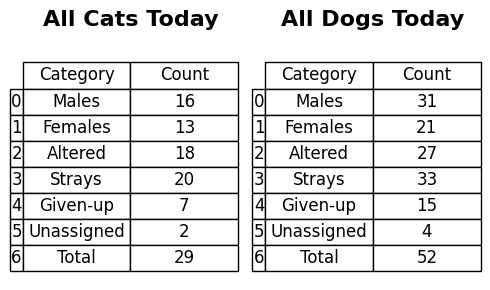 All Cats Today
Category Count
0 Males 16
1 Females 13
2 Altered 18
3 Strays 20
4 Given-up 7
5 Unassigned 2
6 Total 29
All Dogs Today
Category Count
0 Males 31
1 Females 21
2 Altered 27
3 Strays 33
4 Given-up 15
5 Unassigned 4
6 Total 52